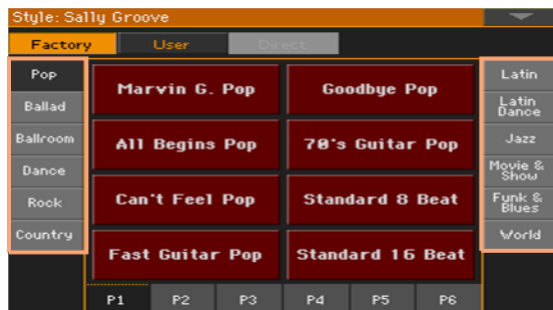 Style: Sally Groove
Factory User Direct
Pop
Ballad
Ballroom
Dance
Rock
Country
Marvin G. Pop
Goodbye Pop
All Begins Pop
70's Guitar Pop
Can't Feel Pop
Standard 8 Beat
Fast Guitar Pop
Standard 16 Beat
Latin
Latin
Dance
Jazz
Movie &
Show
Funk &
Blues
World
P1 P2 P3 P4 P5 P6